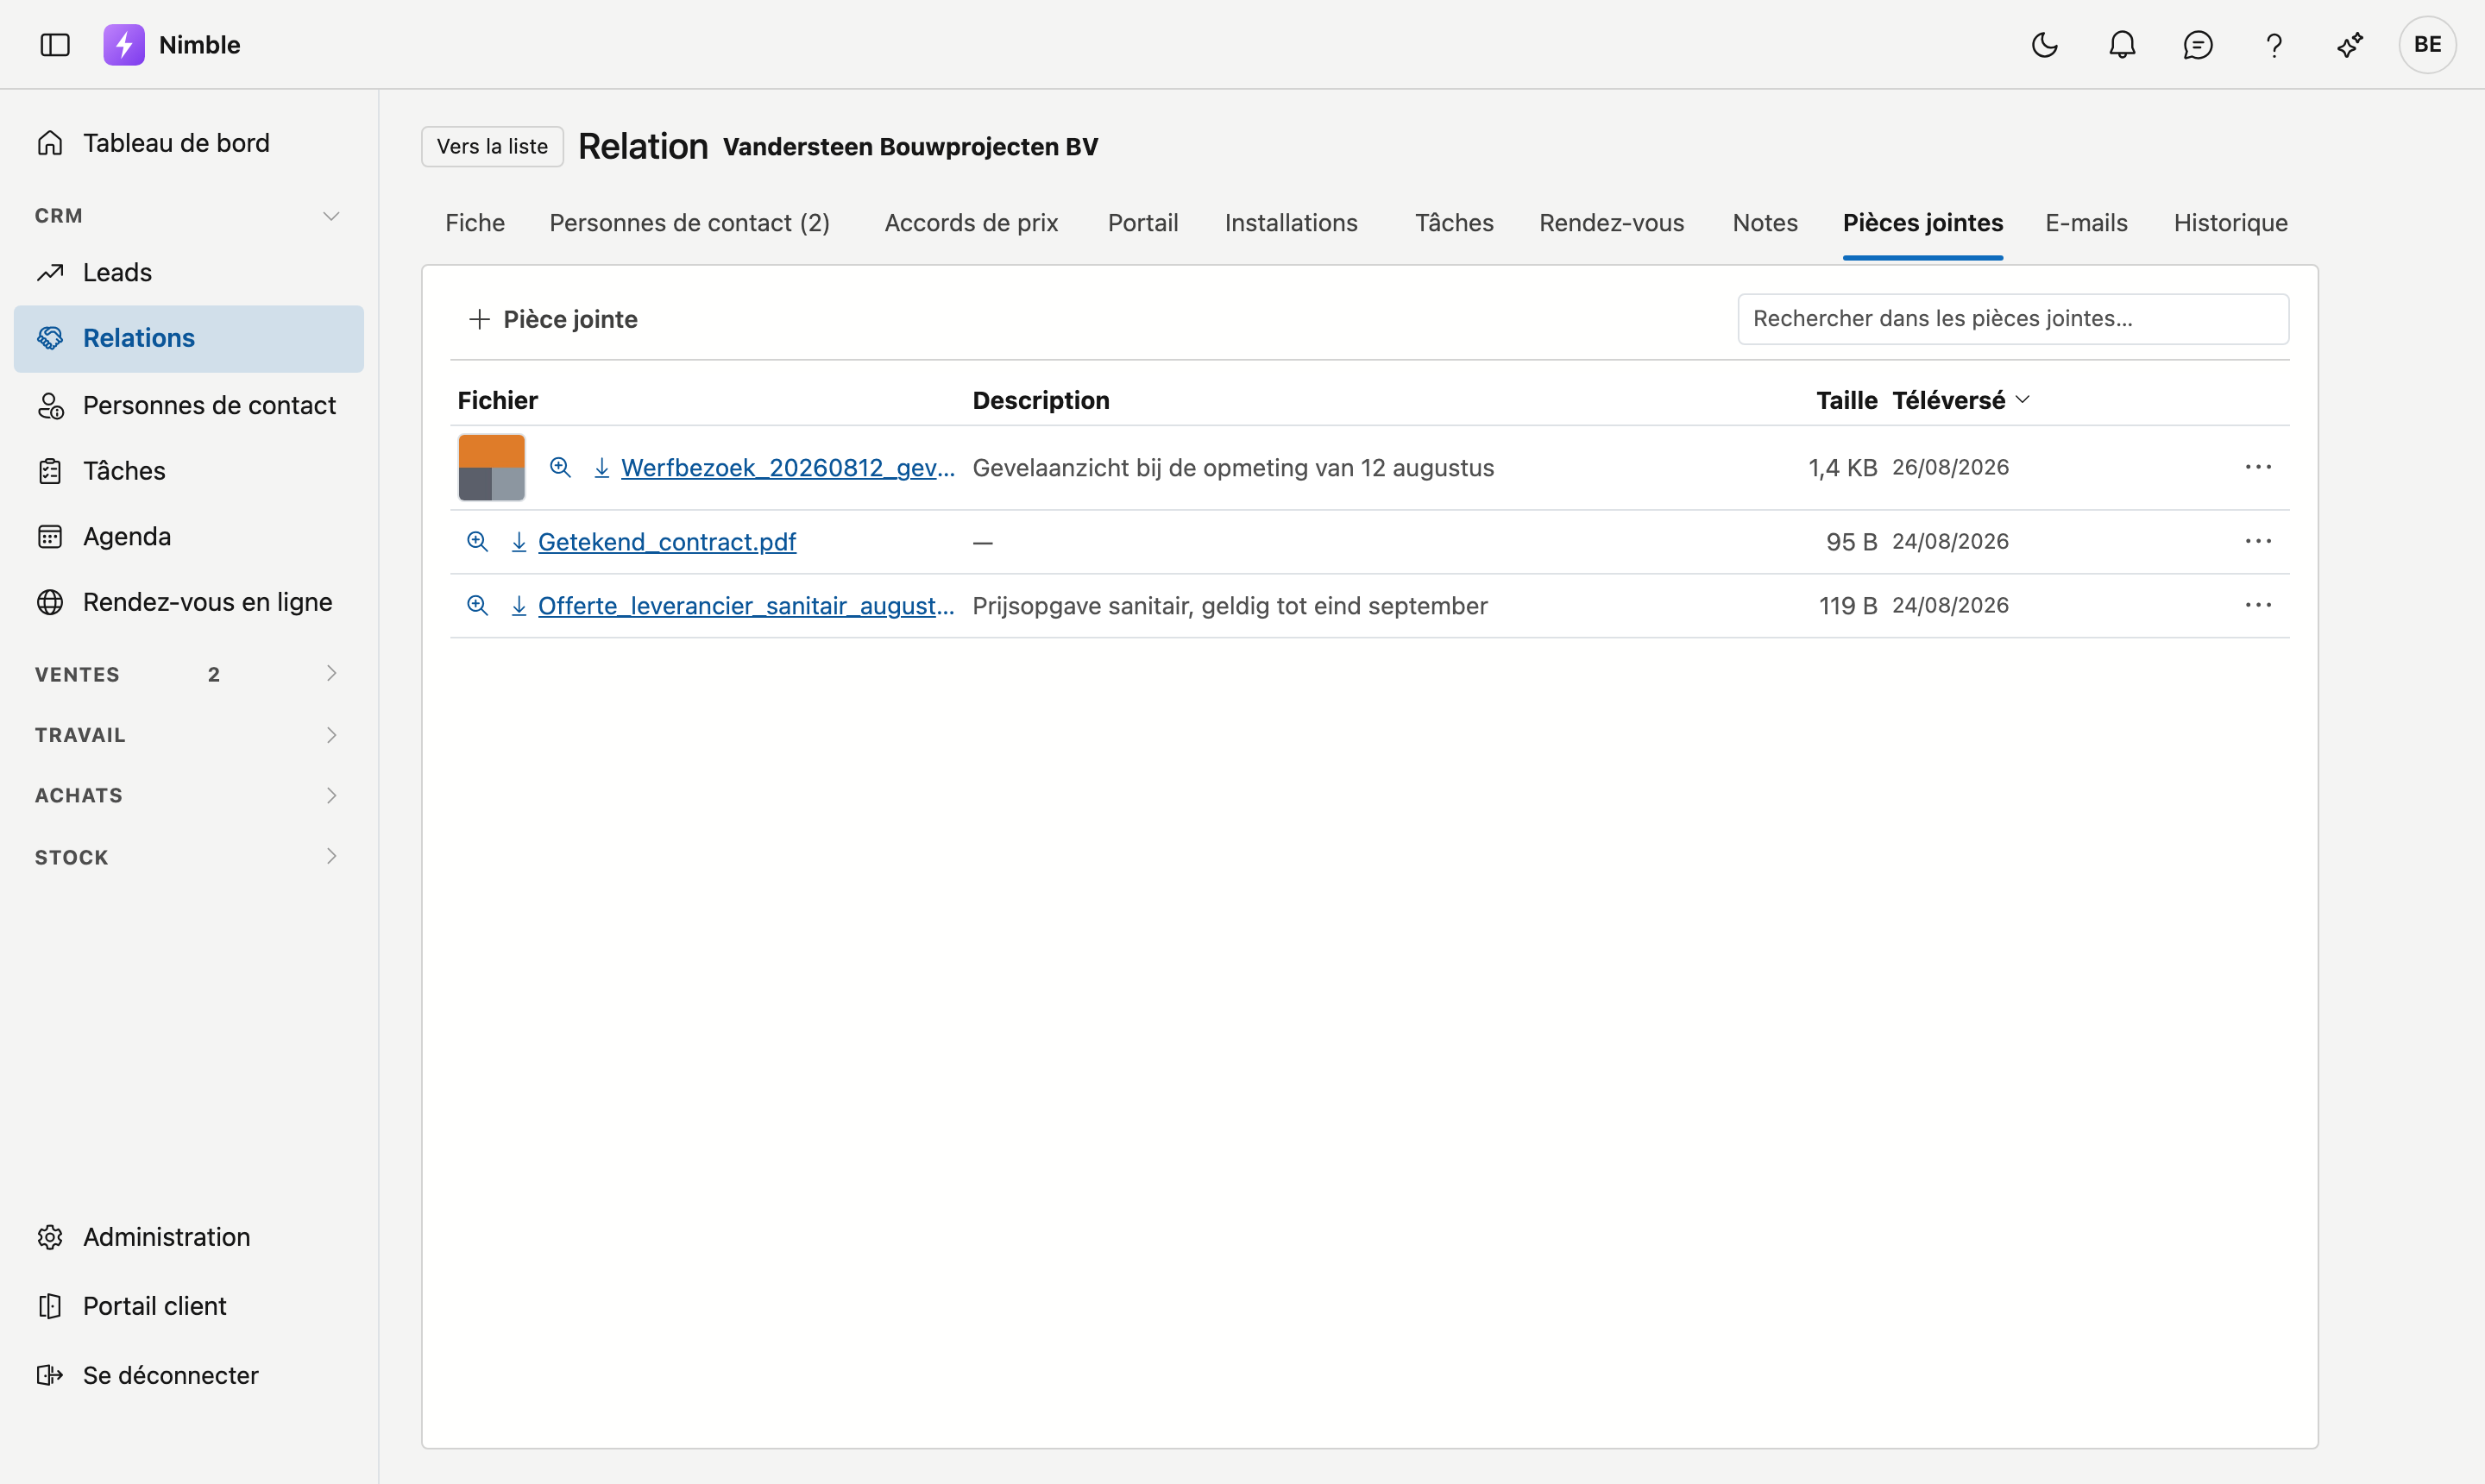 Nimble
BE
Tableau de bord
CRM
Leads
Relations
Personnes de contact
Tâches
Agenda
Rendez-vous en ligne
VENTES 2
TRAVAIL
ACHATS
STOCK
Administration
Portail client
Se déconnecter
Vers la liste Relation Vandersteen Bouwprojecten BV
Fiche Personnes de contact (2) Accords de prix Portail Installations Tâches Rendez-vous Notes Pièces jointes E-mails Historique
Pièce jointe Rechercher dans les pièces jointes...
Fichier Description Taille Téléversé
Werfbezoek_20260812_gev... Gevelaanzicht bij de opmeting van 12 augustus 1,4 KB 26/08/2026
Getekend_contract.pdf — 95 B 24/08/2026
Offerte_leverancier_sanitair_august... Prijsopgave sanitair, geldig tot eind september 119 B 24/08/2026